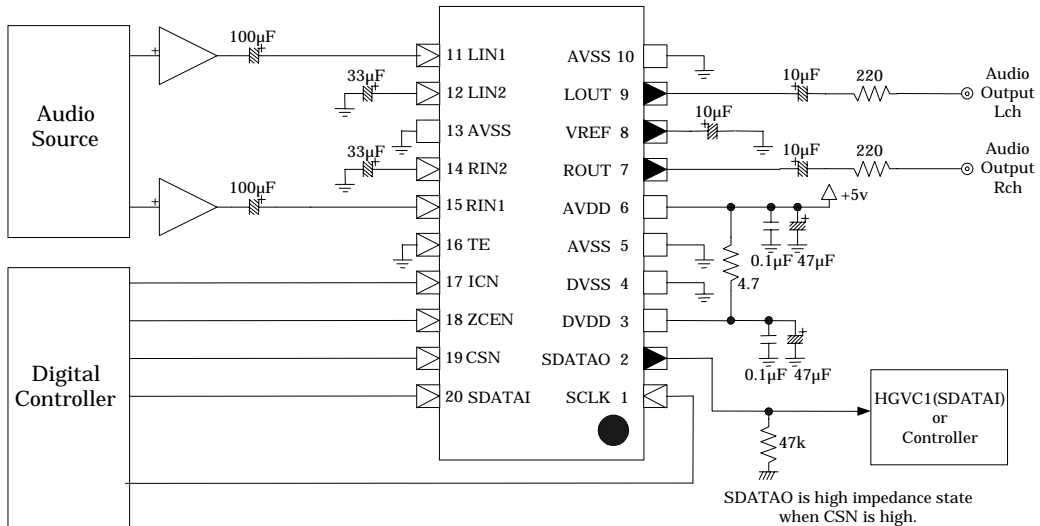 Audio
Source
100µF
+
+
100µF
+
+
33µF
+
33µF
+
11 LIN1
12 LIN2
13 AVSS
14 RIN2
15 RIN1
16 TE
17 ICN
18 ZCEN
19 CSN
20 SDATAI
AVSS 10
LOUT 9
VREF 8
ROUT 7
AVDD 6
AVSS 5
DVSS 4
DVDD 3
SDATAO 2
SCLK 1
10µF
+
220
Audio
Output
Lch
10µF
+
10µF
+
220
Audio
Output
Rch
+5v
+
0.1µF 47µF
4.7
+
0.1µF 47µF
Digital
Controller
HGVC1(SDATAI)
or
Controller
47k
SDATAO is high impedance state
when CSN is high.